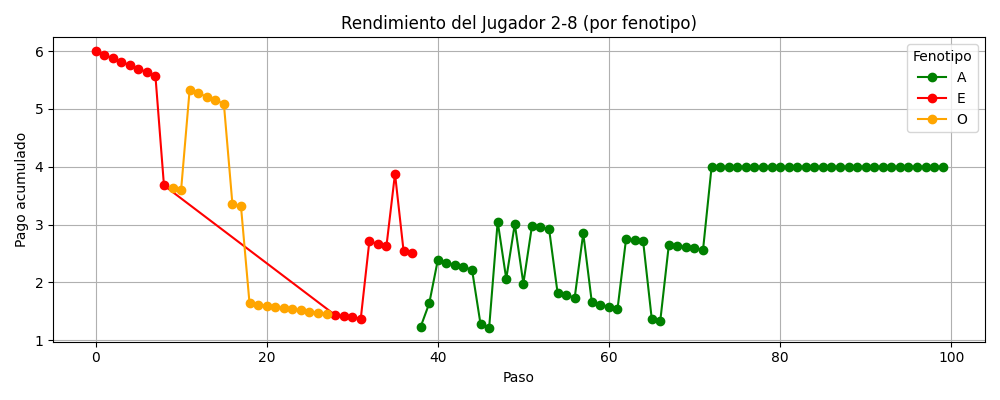 Rendimiento del Jugador 2-8 (por fenotipo)
Pago acumulado
6
5
4
3
2
1
Fenotipo
A
E
O
0 20 40 60 80 100
Paso